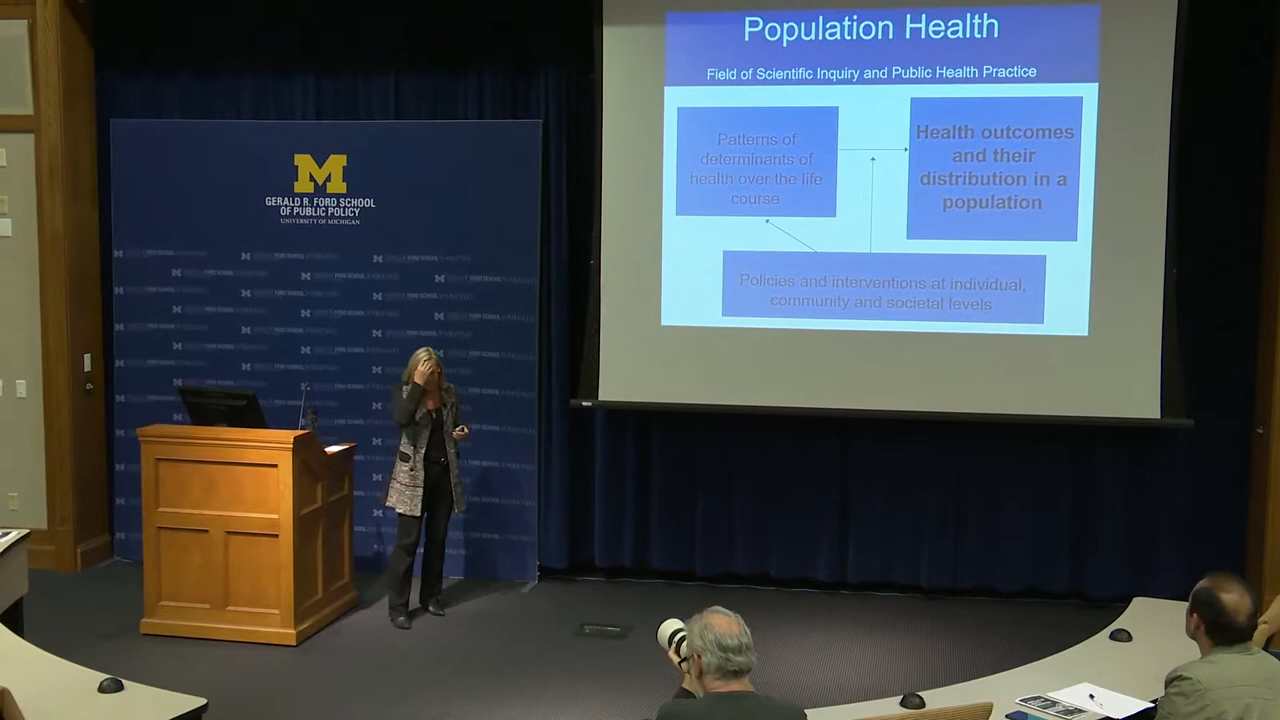 Population Health
Field of Scientific Inquiry and Public Health Practice
Patterns of
determinants of
health over the life
course
Health outcomes
and their
distribution in a
population
Policies and interventions at individual,
community and societal levels
M
GERALD R. FORD SCHOOL
OF PUBLIC POLICY
UNIVERSITY OF MICHIGAN